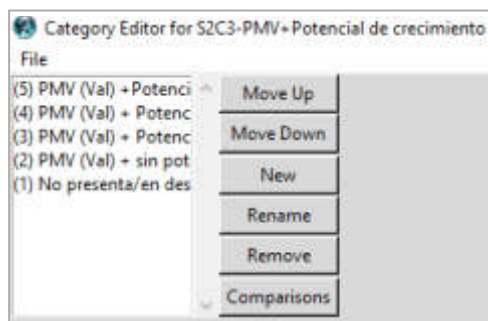 Category Editor for S2C3-PMV+Potencial de crecimiento
File
(5) PMV (Val) +Potenci
(4) PMV (Val) + Potenc
(3) PMV (Val) + Potenc
(2) PMV (Val) + sin pot
(1) No presenta/en des
Move Up
Move Down
New
Rename
Remove
Comparisons